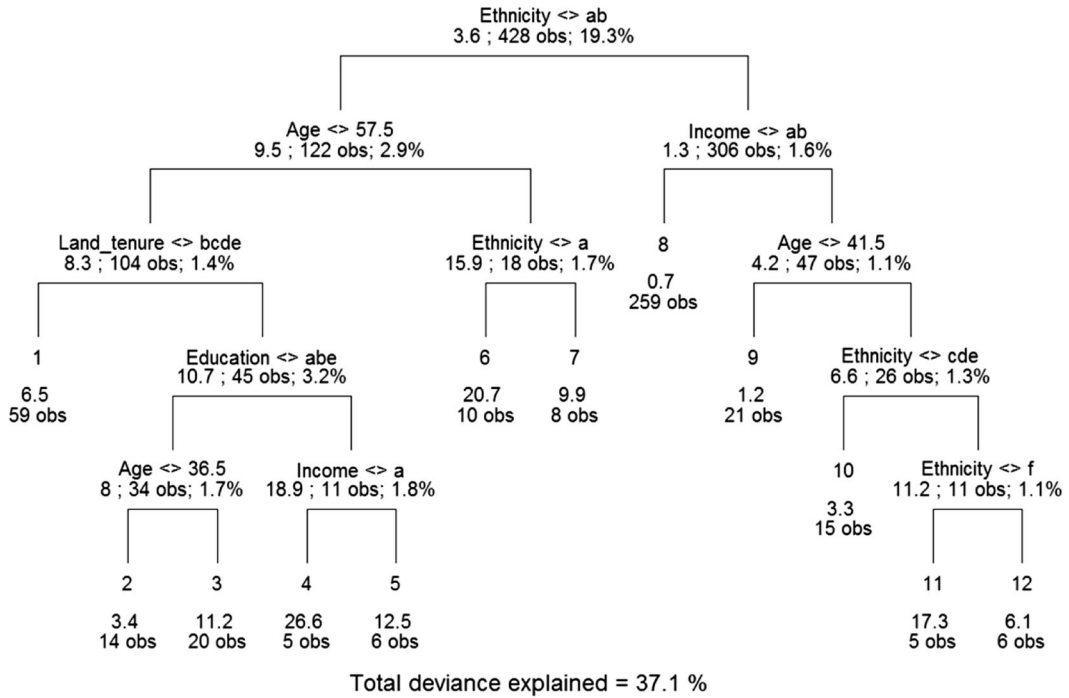 Ethnicity <> ab
3.6 ; 428 obs; 19.3%
Age <> 57.5
9.5 ; 122 obs; 2.9%
Income <> ab
1.3 ; 306 obs; 1.6%
Land_tenure <> bcde
8.3 ; 104 obs; 1.4%
Ethnicity <> a
15.9 ; 18 obs; 1.7%
8
0.7
259 obs
Age <> 41.5
4.2 ; 47 obs; 1.1%
1
6.5
59 obs
Education <> abe
10.7 ; 45 obs; 3.2%
6
20.7
10 obs
7
9.9
8 obs
9
1.2
21 obs
Ethnicity <> cde
6.6 ; 26 obs; 1.3%
Age <> 36.5
8 ; 34 obs; 1.7%
Income <> a
18.9 ; 11 obs; 1.8%
10
3.3
15 obs
Ethnicity <> f
11.2 ; 11 obs; 1.1%
2
3.4
14 obs
3
11.2
20 obs
4
26.6
5 obs
5
12.5
6 obs
11
17.3
5 obs
12
6.1
6 obs
Total deviance explained = 37.1 %